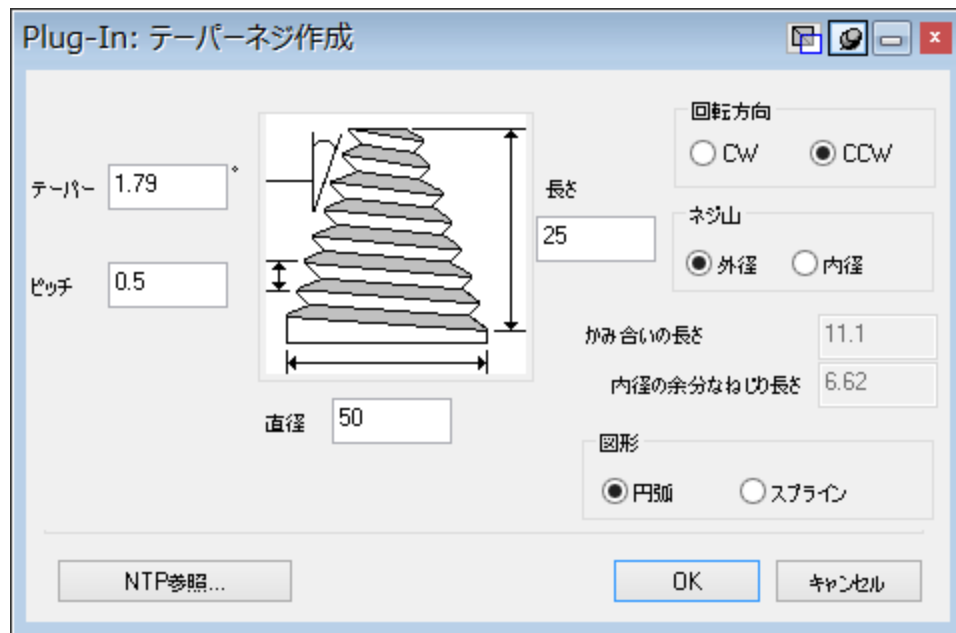 Plug-In: テーパーネジ作成
テーパー 1.79 °
ピッチ 0.5
直径 50
長さ
25
回転方向
CW CCW
ネジ山
外径 内径
かみ合いの長さ 11.1
内径の余分なねじり長さ 6.62
図形
円弧 スプライン
NTP参照... OK キャンセル